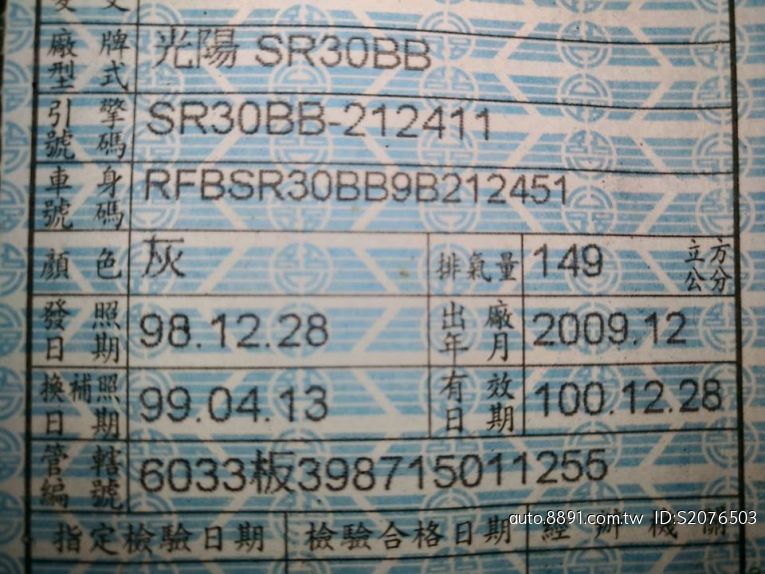 廠牌型式 光陽 SR30BB
引擎號碼 SR30BB-212411
車身號碼 RFBSR30BB9B212451
顏色 灰 排氣量 149 立方公分
發照日期 98.12.28 出廠年月 2009.12
換補照日期 99.04.13 有效日期 100.12.28
管轄編號 6033板398715011255
auto.8891.com.tw ID:S2076503
指定檢驗日期 檢驗合格日期 經辦機關